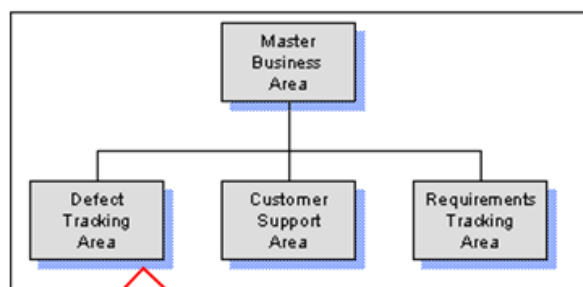 Master
Business
Area
Defect
Tracking
Area
Customer
Support
Area
Requirements
Tracking
Area